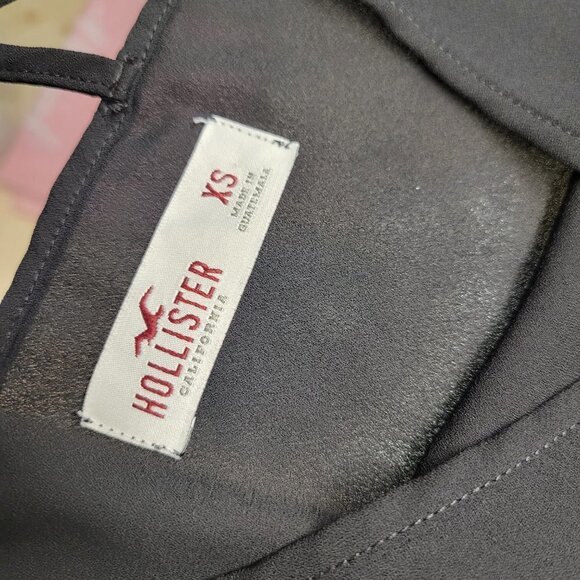 HOLLISTER
CALIFORNIA
XS
MADE IN
GUATEMALA